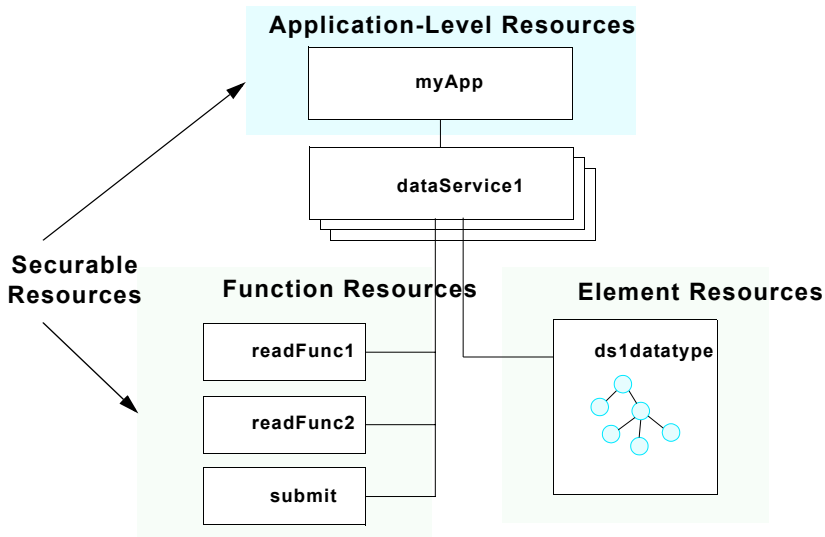 Application-Level Resources
myApp
dataService1
Securable
Resources
Function Resources
Element Resources
readFunc1
ds1datatype
readFunc2
submit